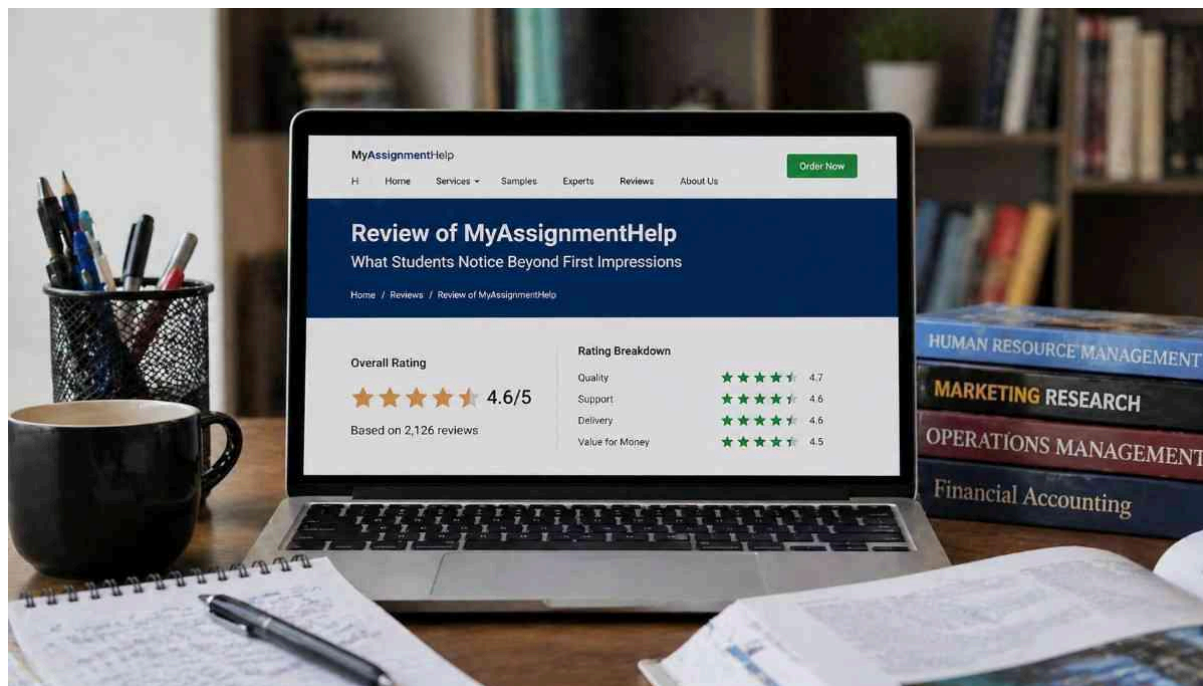 MyAssignmentHelp
Order Now
H Home Services Samples Experts Reviews About Us
Review of MyAssignmentHelp
What Students Notice Beyond First Impressions
Home / Reviews / Review of MyAssignmentHelp
Overall Rating
4.6/5
Based on 2,126 reviews
Rating Breakdown
Quality 4.7
Support 4.6
Delivery 4.6
Value for Money 4.5
HUMAN RESOURCE MANAGEMENT
MARKETING RESEARCH
OPERATIONS MANAGEMENT
Financial Accounting